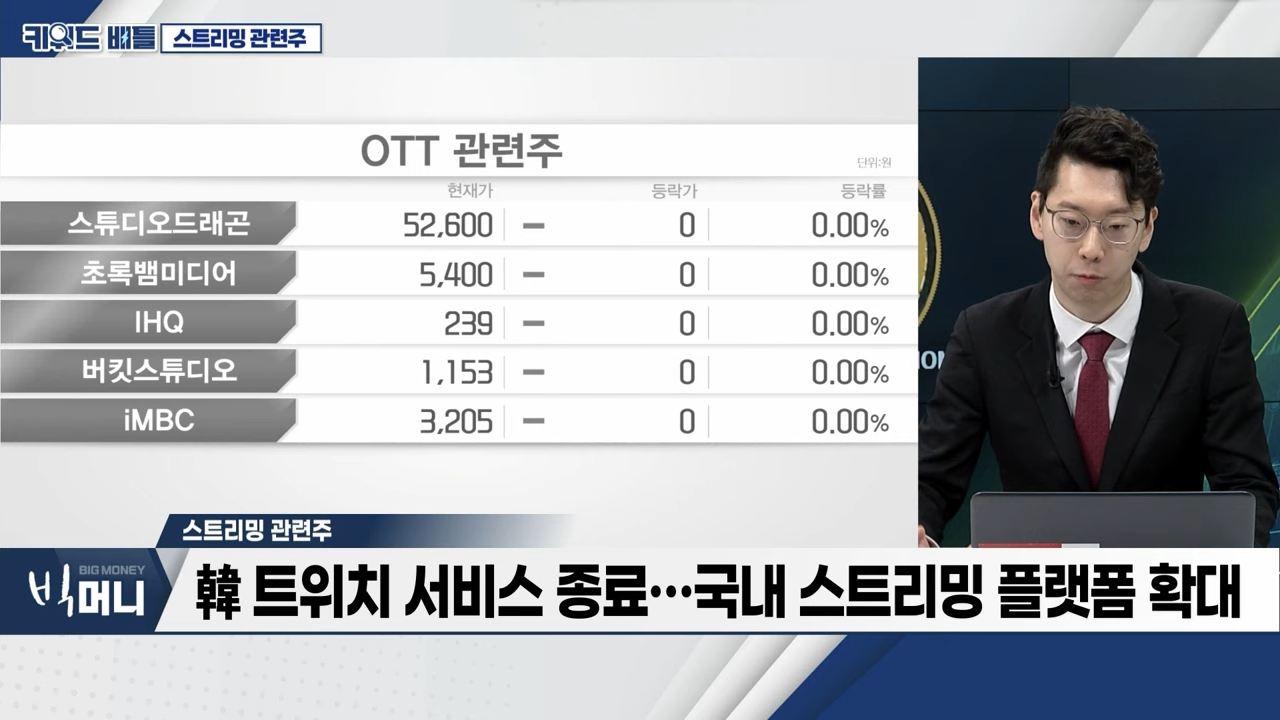 키워드 배틀 스트리밍 관련주
OTT 관련주
단위:원
현재가 등락가 등락률
스튜디오드래곤 52,600 − 0 0.00%
초록뱀미디어 5,400 − 0 0.00%
IHQ 239 − 0 0.00%
버킷스튜디오 1,153 − 0 0.00%
iMBC 3,205 − 0 0.00%
ION
스트리밍 관련주
BIG MONEY
빅머니
韓 트위치 서비스 종료…국내 스트리밍 플랫폼 확대